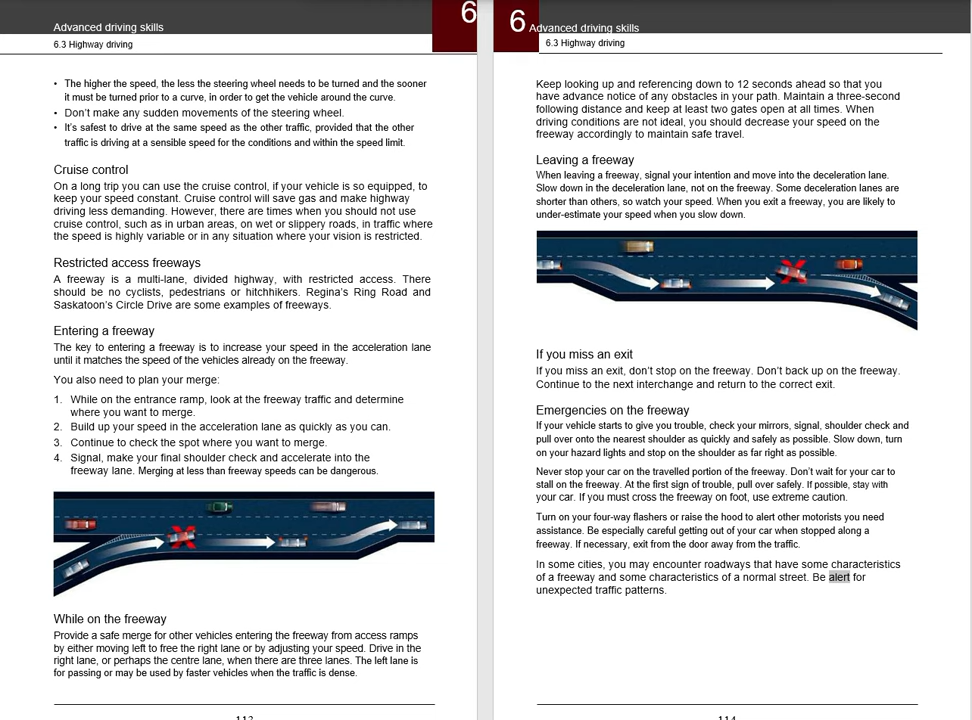 6
Advanced driving skills
6.3 Highway driving
• The higher the speed, the less the steering wheel needs to be turned and the sooner
it must be turned prior to a curve, in order to get the vehicle around the curve.
• Don't make any sudden movements of the steering wheel.
• It's safest to drive at the same speed as the other traffic, provided that the other
traffic is driving at a sensible speed for the conditions and within the speed limit.
Cruise control
On a long trip you can use the cruise control, if your vehicle is so equipped, to
keep your speed constant. Cruise control will save gas and make highway
driving less demanding. However, there are times when you should not use
cruise control, such as in urban areas, on wet or slippery roads, in traffic where
the speed is highly variable or in any situation where your vision is restricted.
Restricted access freeways
A freeway is a multi-lane, divided highway, with restricted access. There
should be no cyclists, pedestrians or hitchhikers. Regina's Ring Road and
Saskatoon's Circle Drive are some examples of freeways.
Entering a freeway
The key to entering a freeway is to increase your speed in the acceleration lane
until it matches the speed of the vehicles already on the freeway.
You also need to plan your merge:
1. While on the entrance ramp, look at the freeway traffic and determine
where you want to merge.
2. Build up your speed in the acceleration lane as quickly as you can.
3. Continue to check the spot where you want to merge.
4. Signal, make your final shoulder check and accelerate into the
freeway lane. Merging at less than freeway speeds can be dangerous.
While on the freeway
Provide a safe merge for other vehicles entering the freeway from access ramps
by either moving left to free the right lane or by adjusting your speed. Drive in the
right lane, or perhaps the centre lane, when there are three lanes. The left lane is
for passing or may be used by faster vehicles when the traffic is dense.
113
6 Advanced driving skills
6.3 Highway driving
Keep looking up and referencing down to 12 seconds ahead so that you
have advance notice of any obstacles in your path. Maintain a three-second
following distance and keep at least two gates open at all times. When
driving conditions are not ideal, you should decrease your speed on the
freeway accordingly to maintain safe travel.
Leaving a freeway
When leaving a freeway, signal your intention and move into the deceleration lane.
Slow down in the deceleration lane, not on the freeway. Some deceleration lanes are
shorter than others, so watch your speed. When you exit a freeway, you are likely to
under-estimate your speed when you slow down.
If you miss an exit
If you miss an exit, don't stop on the freeway. Don't back up on the freeway.
Continue to the next interchange and return to the correct exit.
Emergencies on the freeway
If your vehicle starts to give you trouble, check your mirrors, signal, shoulder check and
pull over onto the nearest shoulder as quickly and safely as possible. Slow down, turn
on your hazard lights and stop on the shoulder as far right as possible.
Never stop your car on the travelled portion of the freeway. Don't wait for your car to
stall on the freeway. At the first sign of trouble, pull over safely. If possible, stay with
your car. If you must cross the freeway on foot, use extreme caution.
Turn on your four-way flashers or raise the hood to alert other motorists you need
assistance. Be especially careful getting out of your car when stopped along a
freeway. If necessary, exit from the door away from the traffic.
In some cities, you may encounter roadways that have some characteristics
of a freeway and some characteristics of a normal street. Be alert for
unexpected traffic patterns.
114